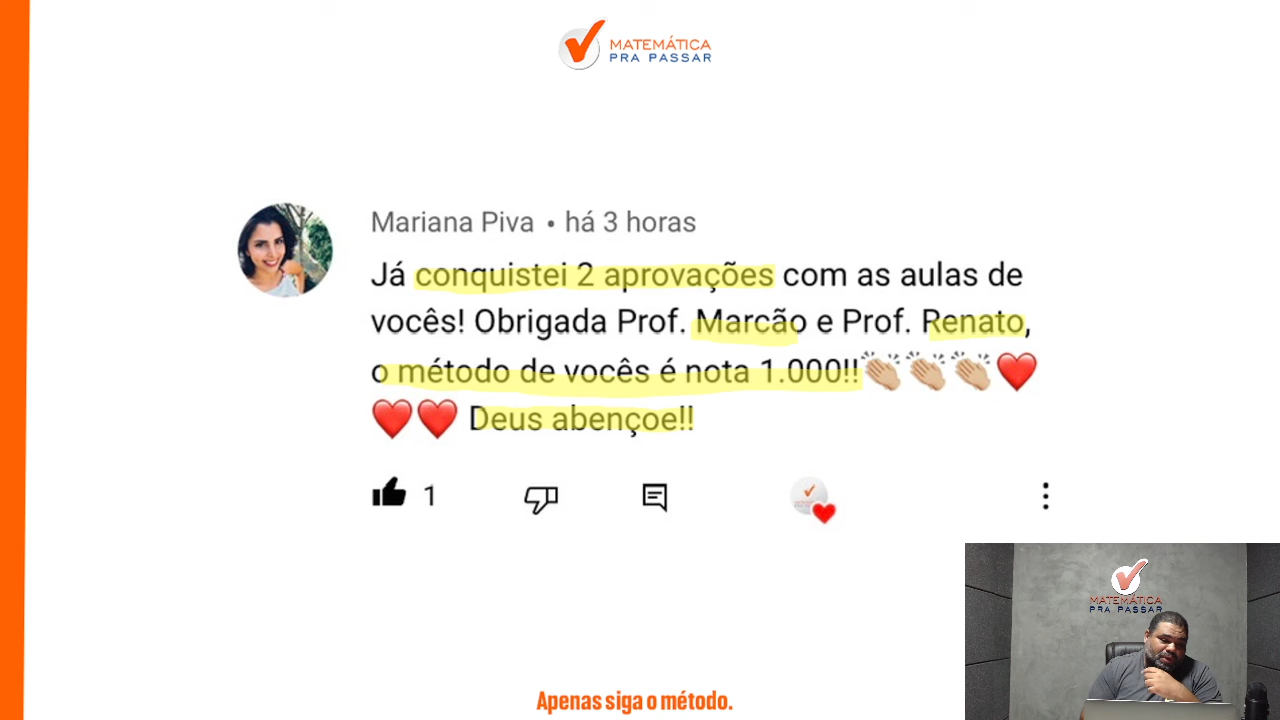 MATEMÁTICA
PRA PASSAR
Mariana Piva • há 3 horas
Já conquistei 2 aprovações com as aulas de
vocês! Obrigada Prof. Marcão e Prof. Renato,
o método de vocês é nota 1.000!!👏🏼👏🏼👏🏼❤️
❤️❤️ Deus abençoe!!
1
MATEMÁTICA
PRA PASSAR
Apenas siga o método.